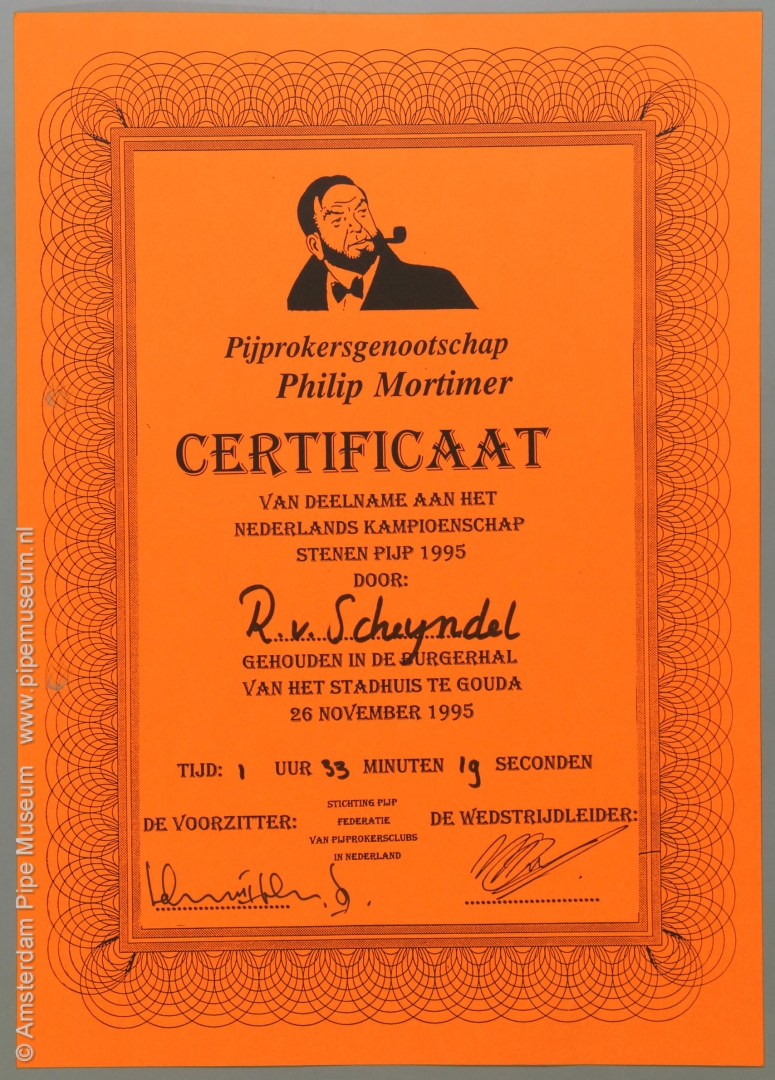 Pijprokersgenootschap
Philip Mortimer
CERTIFICAAT
VAN DEELNAME AAN HET
NEDERLANDS KAMPIOENSCHAP
STENEN PIJP 1995
DOOR:
R. v. Scheyndel
GEHOUDEN IN DE BURGERHAL
VAN HET STADHUIS TE GOUDA
26 NOVEMBER 1995
TIJD: 1 UUR 33 MINUTEN 19 SECONDEN
DE VOORZITTER:
STICHTING PIJP
FEDERATIE
VAN PIJPROKERSCLUBS
IN NEDERLAND
DE WEDSTRIJDLEIDER:
© Amsterdam Pipe Museum www.pipemuseum.nl